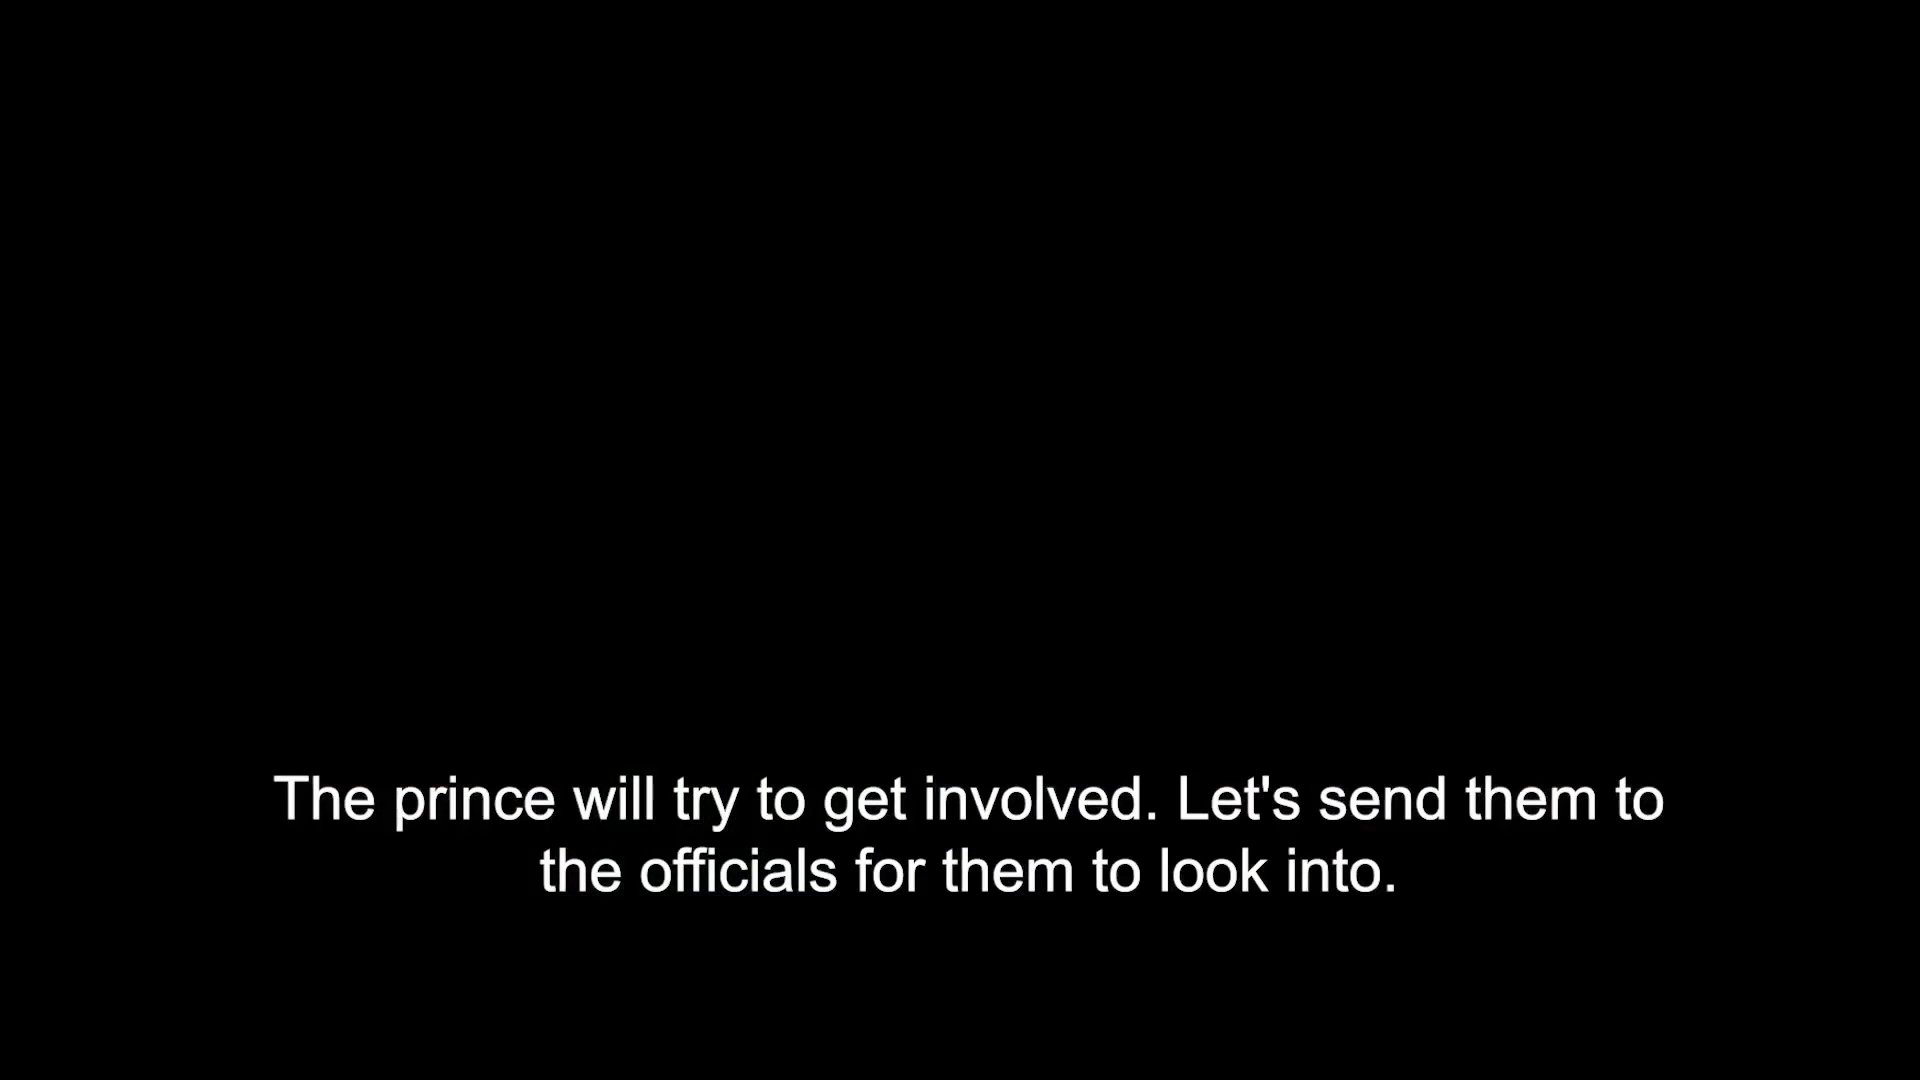 The prince will try to get involved. Let's send them to
the officials for them to look into.